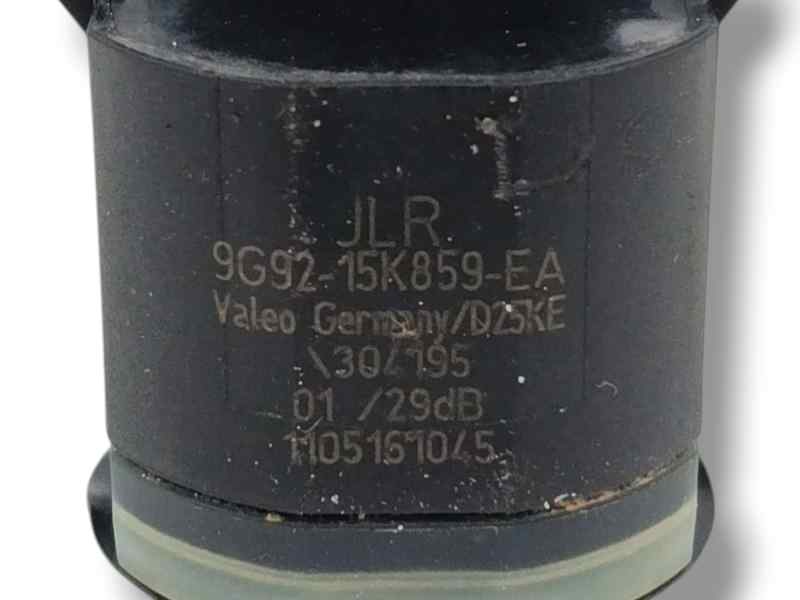 JLR
9G92-15K859-EA
Valeo Germany/D25KE
\304195
01 /29dB
1105161045